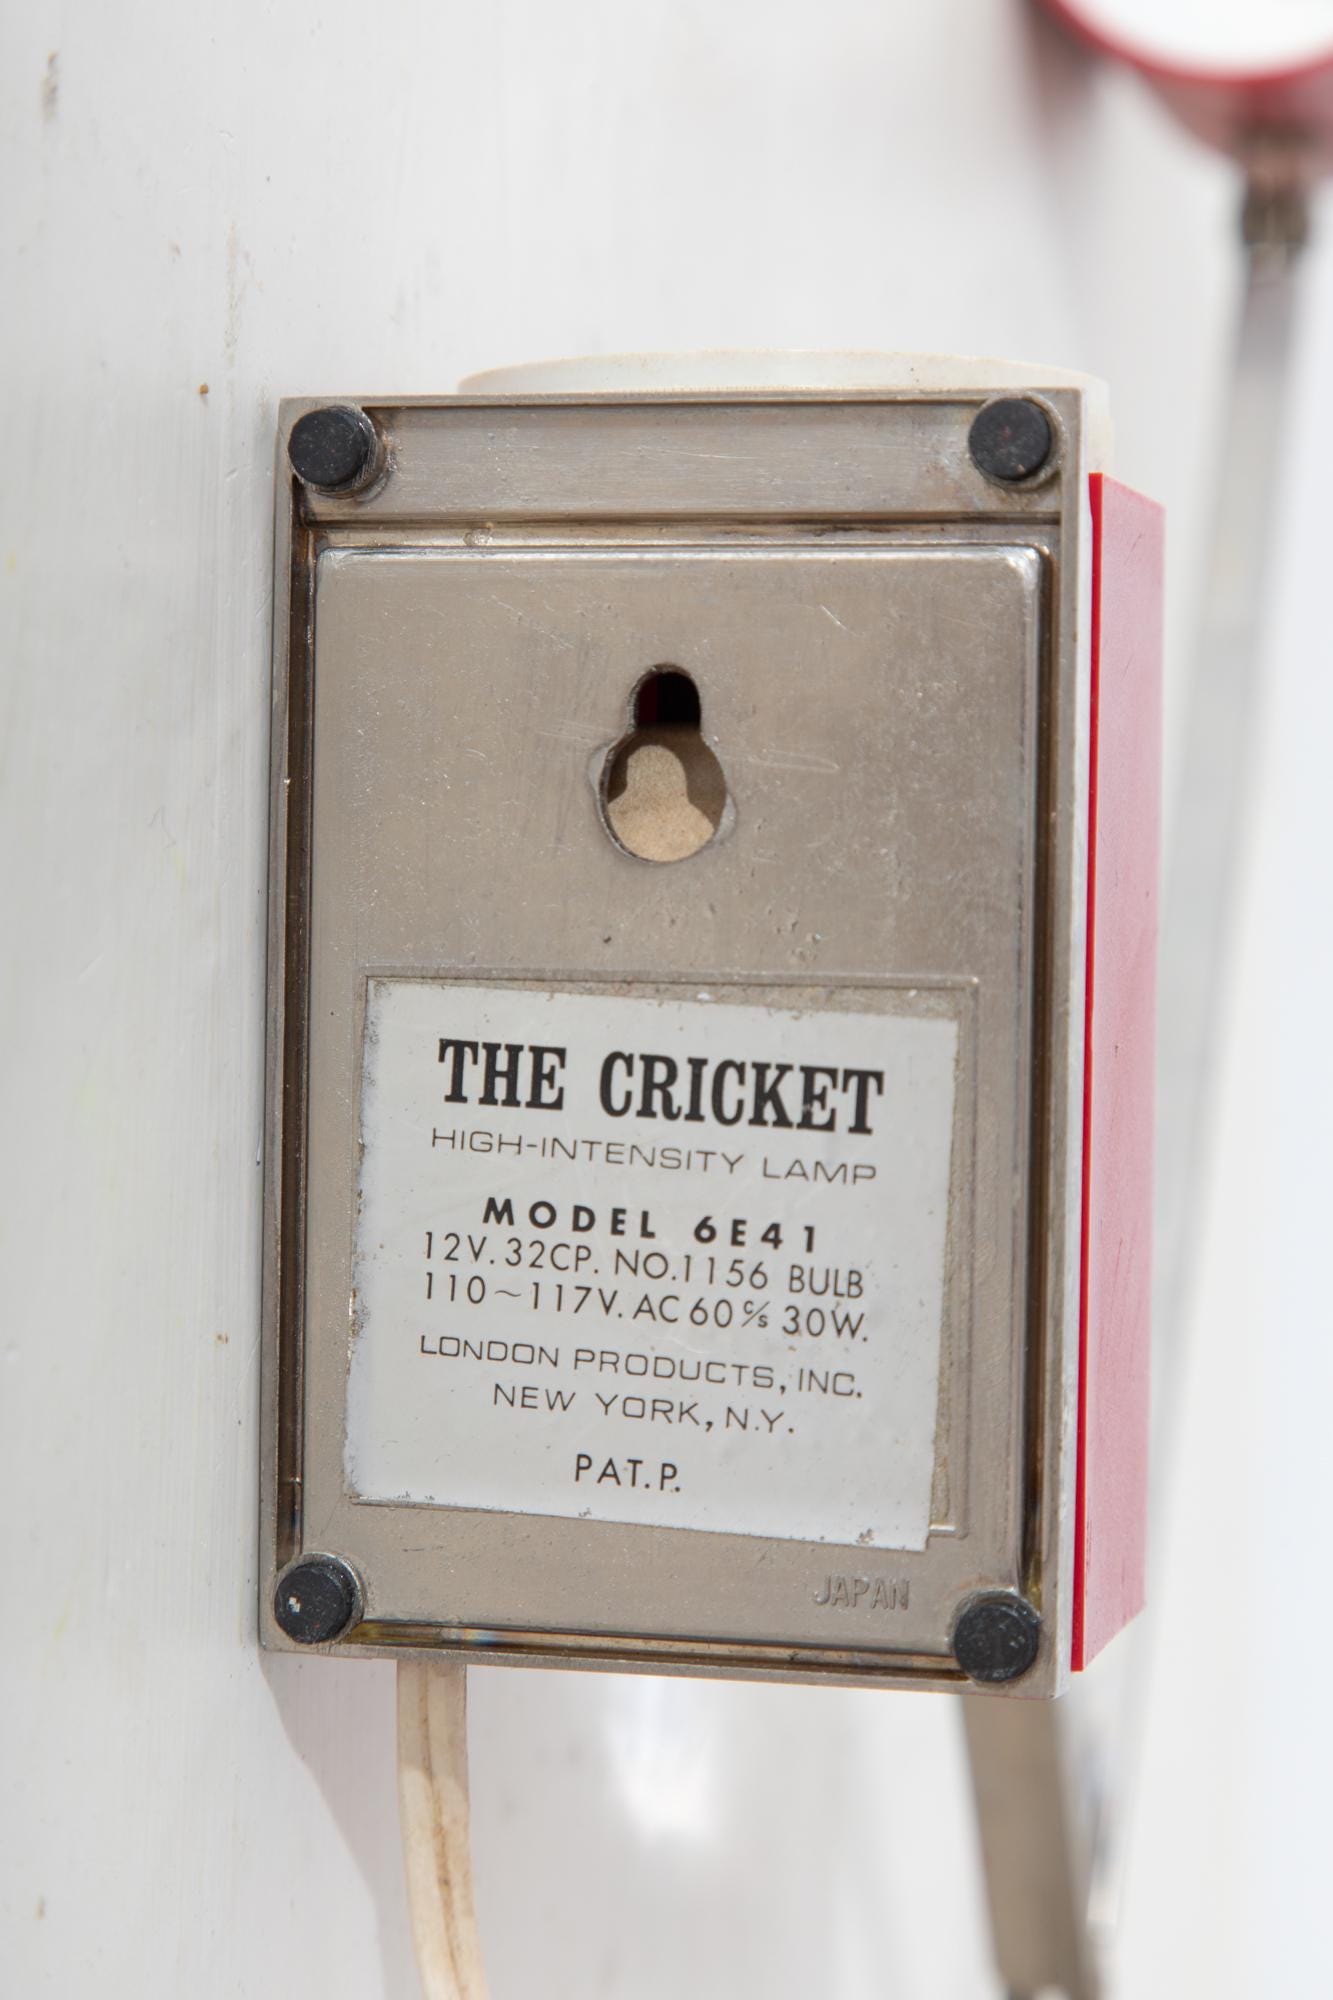 THE CRICKET
HIGH-INTENSITY LAMP
MODEL 6E41
12V. 32CP. NO.1156 BULB
110~117V. AC 60 c/s 30W.
LONDON PRODUCTS, INC.
NEW YORK, N.Y.
PAT. P.
JAPAN